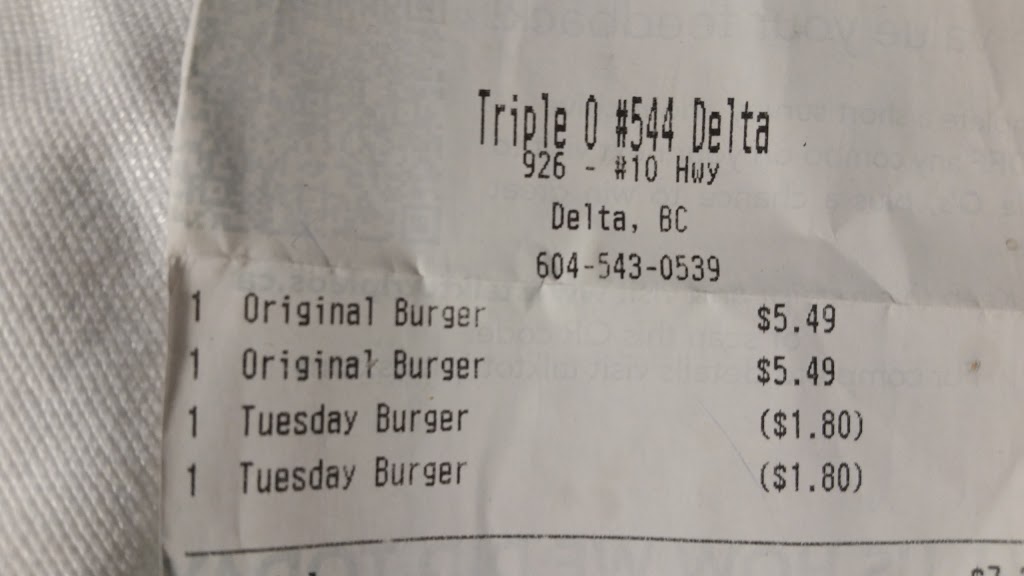 Triple O #544 Delta
926 - #10 Hwy
Delta, BC
604-543-0539
1 Original Burger $5.49
1 Original Burger $5.49
1 Tuesday Burger ($1.80)
1 Tuesday Burger ($1.80)